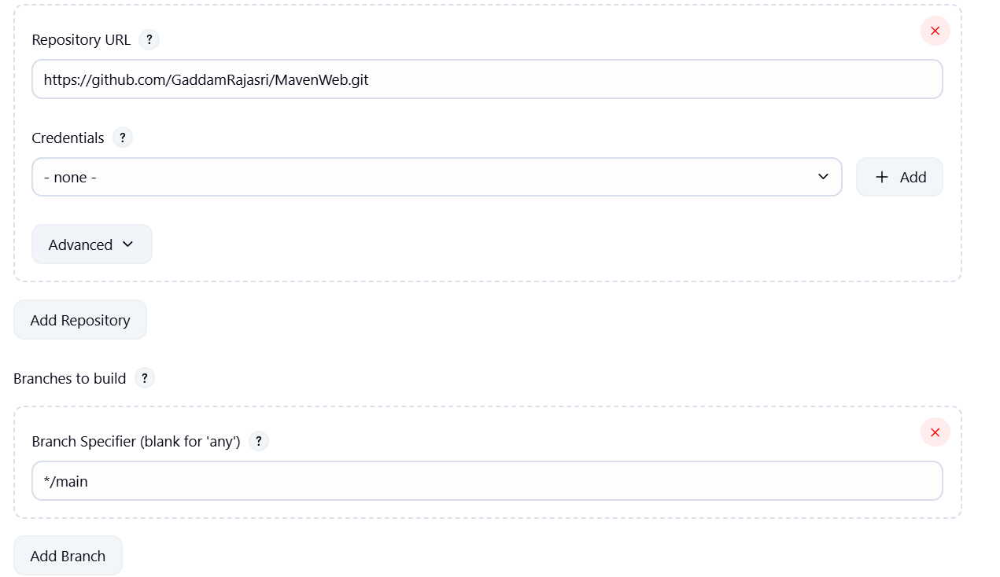 Repository URL ?
https://github.com/GaddamRajasri/MavenWeb.git
Credentials ?
- none -
+ Add
Advanced
Add Repository
Branches to build ?
Branch Specifier (blank for 'any') ?
*/main
Add Branch